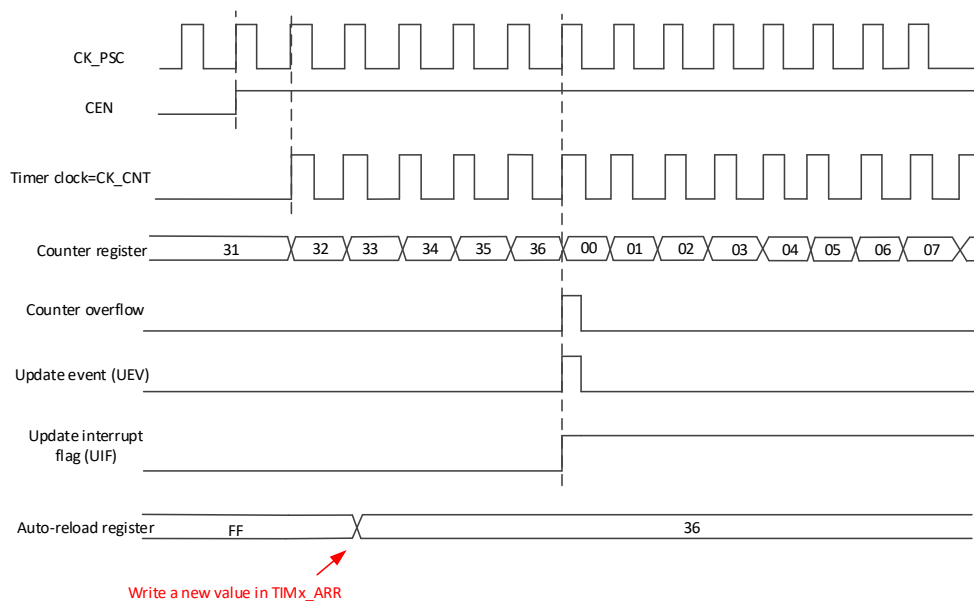 CK_PSC
CEN
Timer clock=CK_CNT
Counter register 31 32 33 34 35 36 00 01 02 03 04 05 06 07
Counter overflow
Update event (UEV)
Update interrupt
flag (UIF)
Auto-reload register FF 36
Write a new value in TIMx_ARR